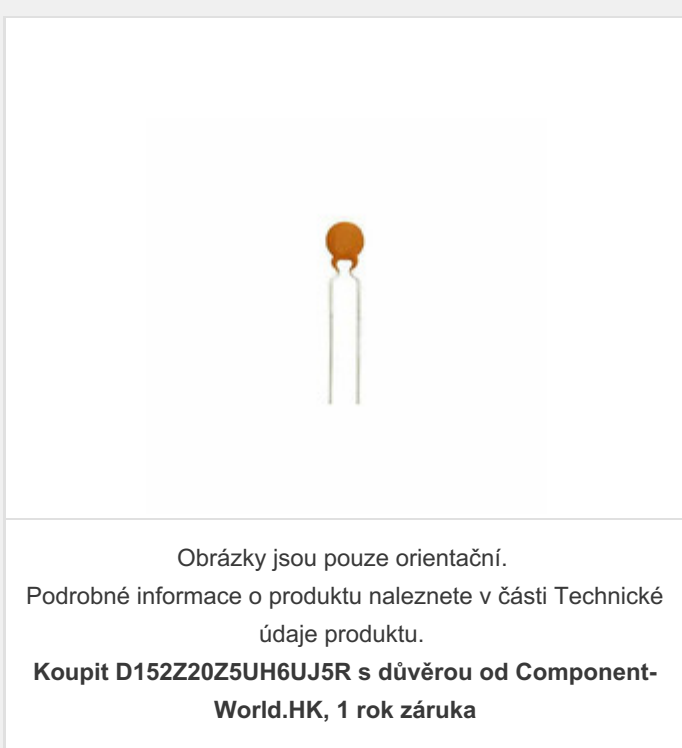 Obrázky jsou pouze orientační.
Podrobné informace o produktu naleznete v části Technické
údaje produktu.
Koupit D152Z20Z5UH6UJ5R s důvěrou od Component-
World.HK, 1 rok záruka